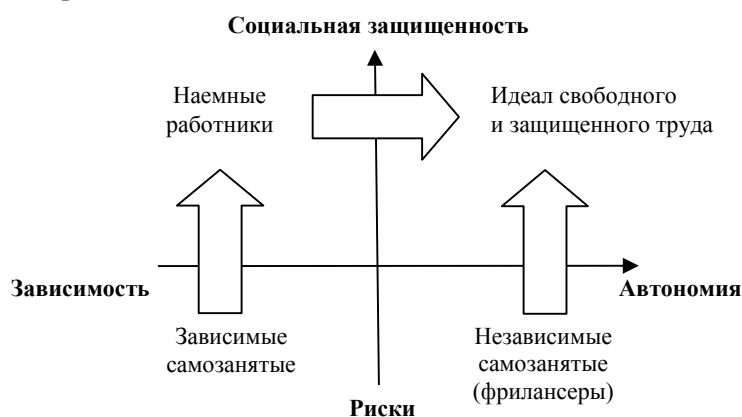 Социальная защищенность
Наемные
работники
Идеал свободного
и защищенного труда
Зависимость
Автономия
Зависимые
самозанятые
Независимые
самозанятые
(фрилансеры)
Риски